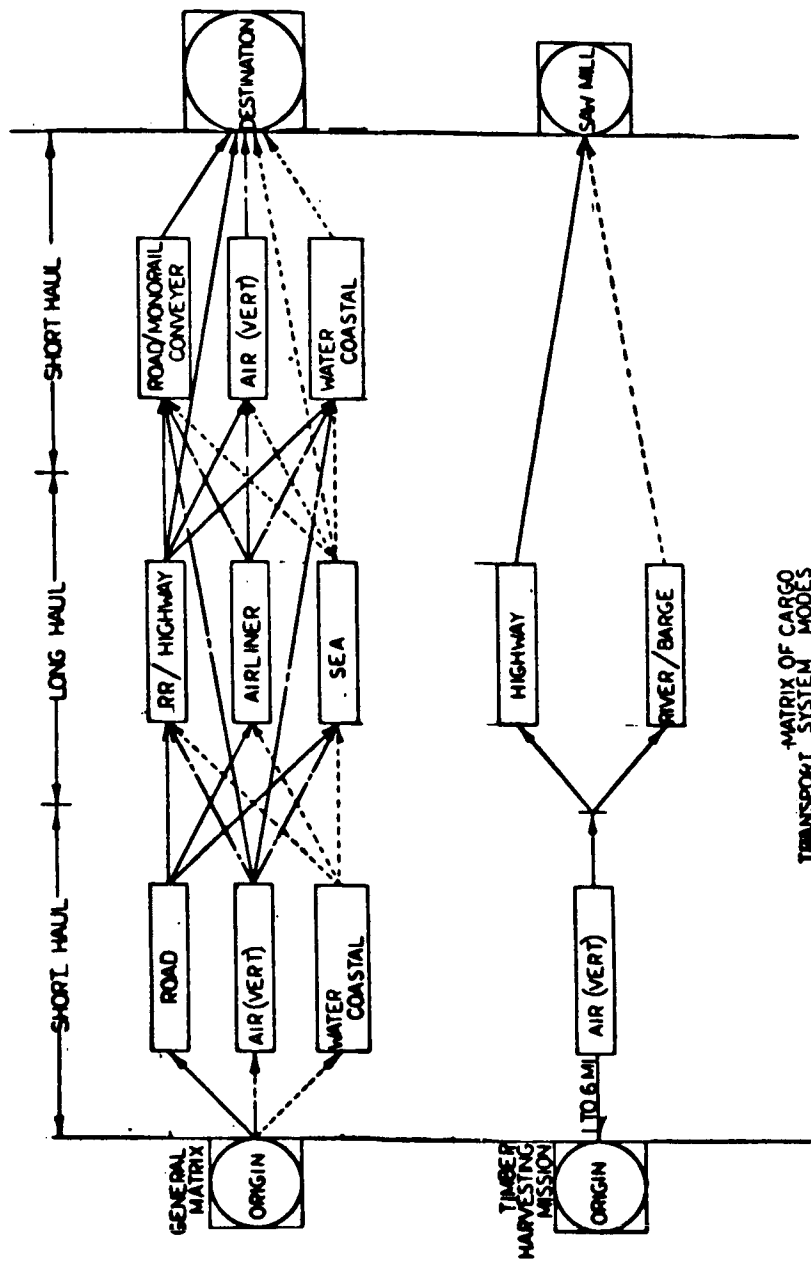 SHORT HAUL
LONG HAUL
SHORT HAUL
GENERAL
MATRIX
ORIGIN
ROAD
AIR (VERT)
WATER
COASTAL
RR/HIGHWAY
AIRLINER
SEA
ROAD/MONORAIL
CONVEYER
AIR (VERT)
WATER
COASTAL
DESTINATION
TIMBER
HARVESTING
MISSION
ORIGIN
1 TO 6 MI
AIR (VERT)
HIGHWAY
RIVER/BARGE
SAW MILL
MATRIX OF CARGO
TRANSPORT SYSTEM MODES